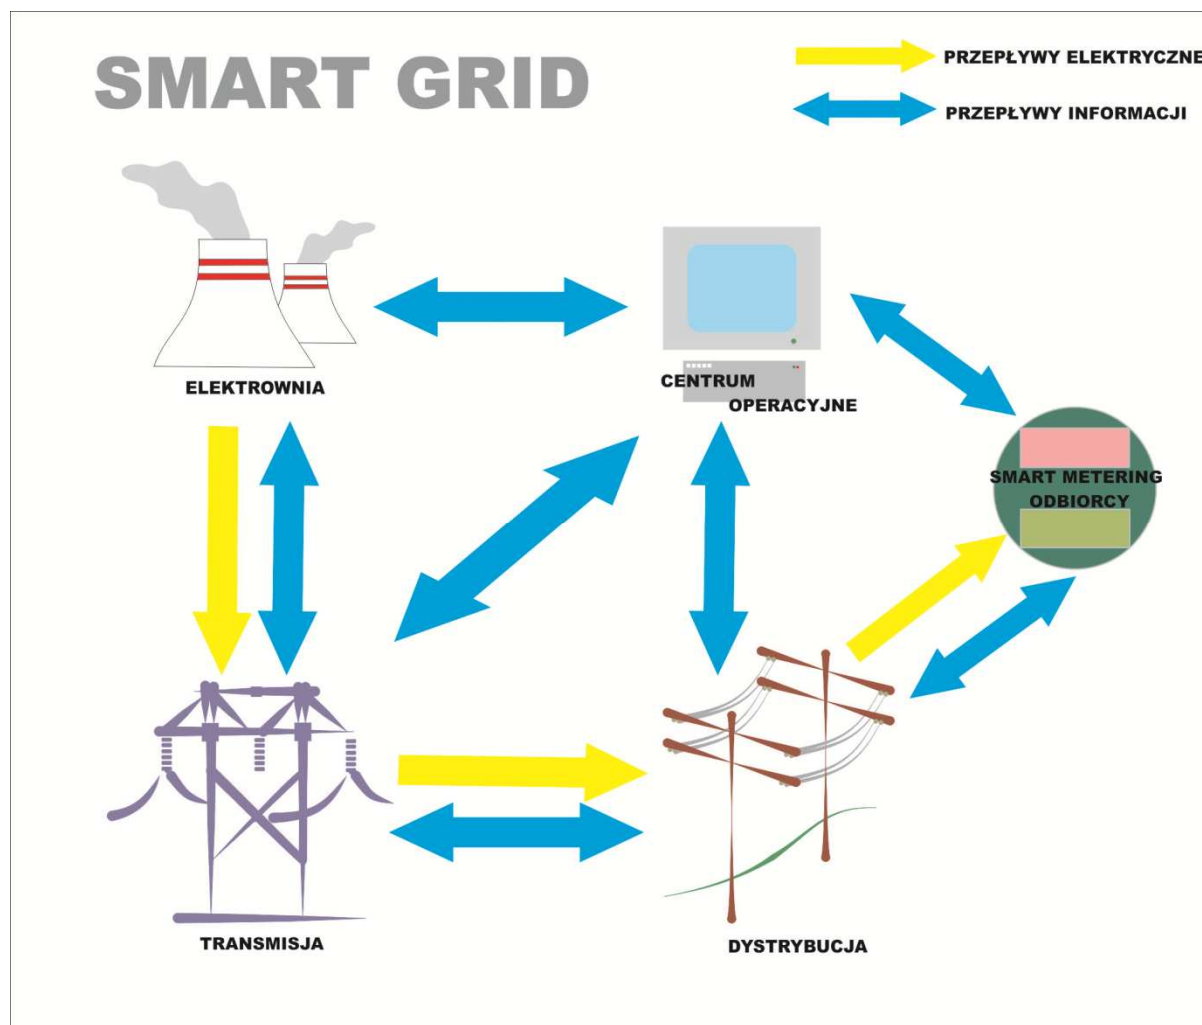 SMART GRID
PRZEPŁYWY ELEKTRYCZNE
PRZEPŁYWY INFORMACJI
ELEKTROWNIA
CENTRUM
OPERACYJNE
SMART METERING
ODBIORCY
TRANSMISJA
DYSTRYBUCJA